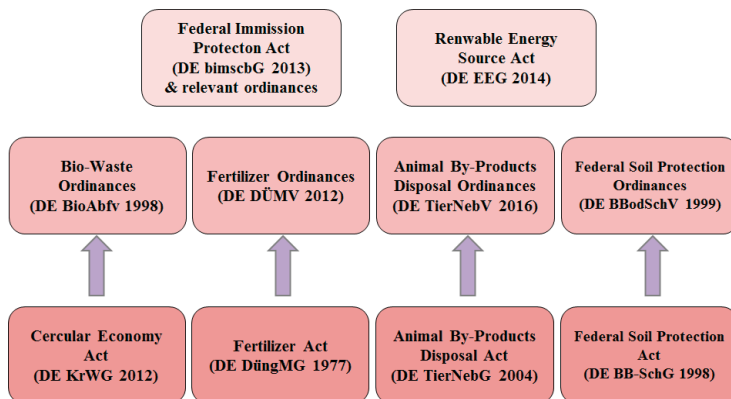 Federal Immission
Protecton Act
(DE bimscbG 2013)
& relevant ordinances
Renwable Energy
Source Act
(DE EEG 2014)
Bio-Waste
Ordinances
(DE BioAbfv 1998)
Fertilizer Ordinances
(DE DÜMV 2012)
Animal By-Products
Disposal Ordinances
(DE TierNebV 2016)
Federal Soil Protection
Ordinances
(DE BBodSchV 1999)
Cercular Economy
Act
(DE KrWG 2012)
Fertilizer Act
(DE DüngMG 1977)
Animal By-Products
Disposal Act
(DE TierNebG 2004)
Federal Soil Protection
Act
(DE BB-SchG 1998)